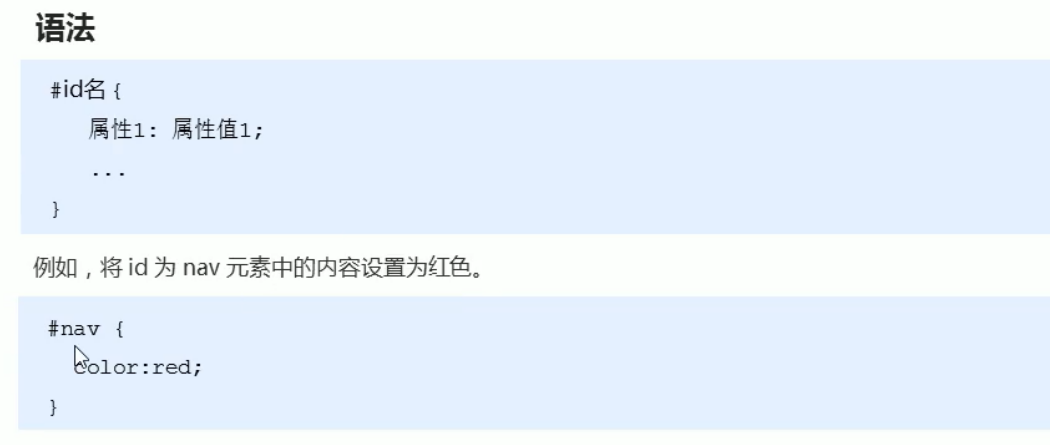 语法
#id名 {
属性1: 属性值1;
...
}
例如，将 id 为 nav 元素中的内容设置为红色。
#nav {
color:red;
}